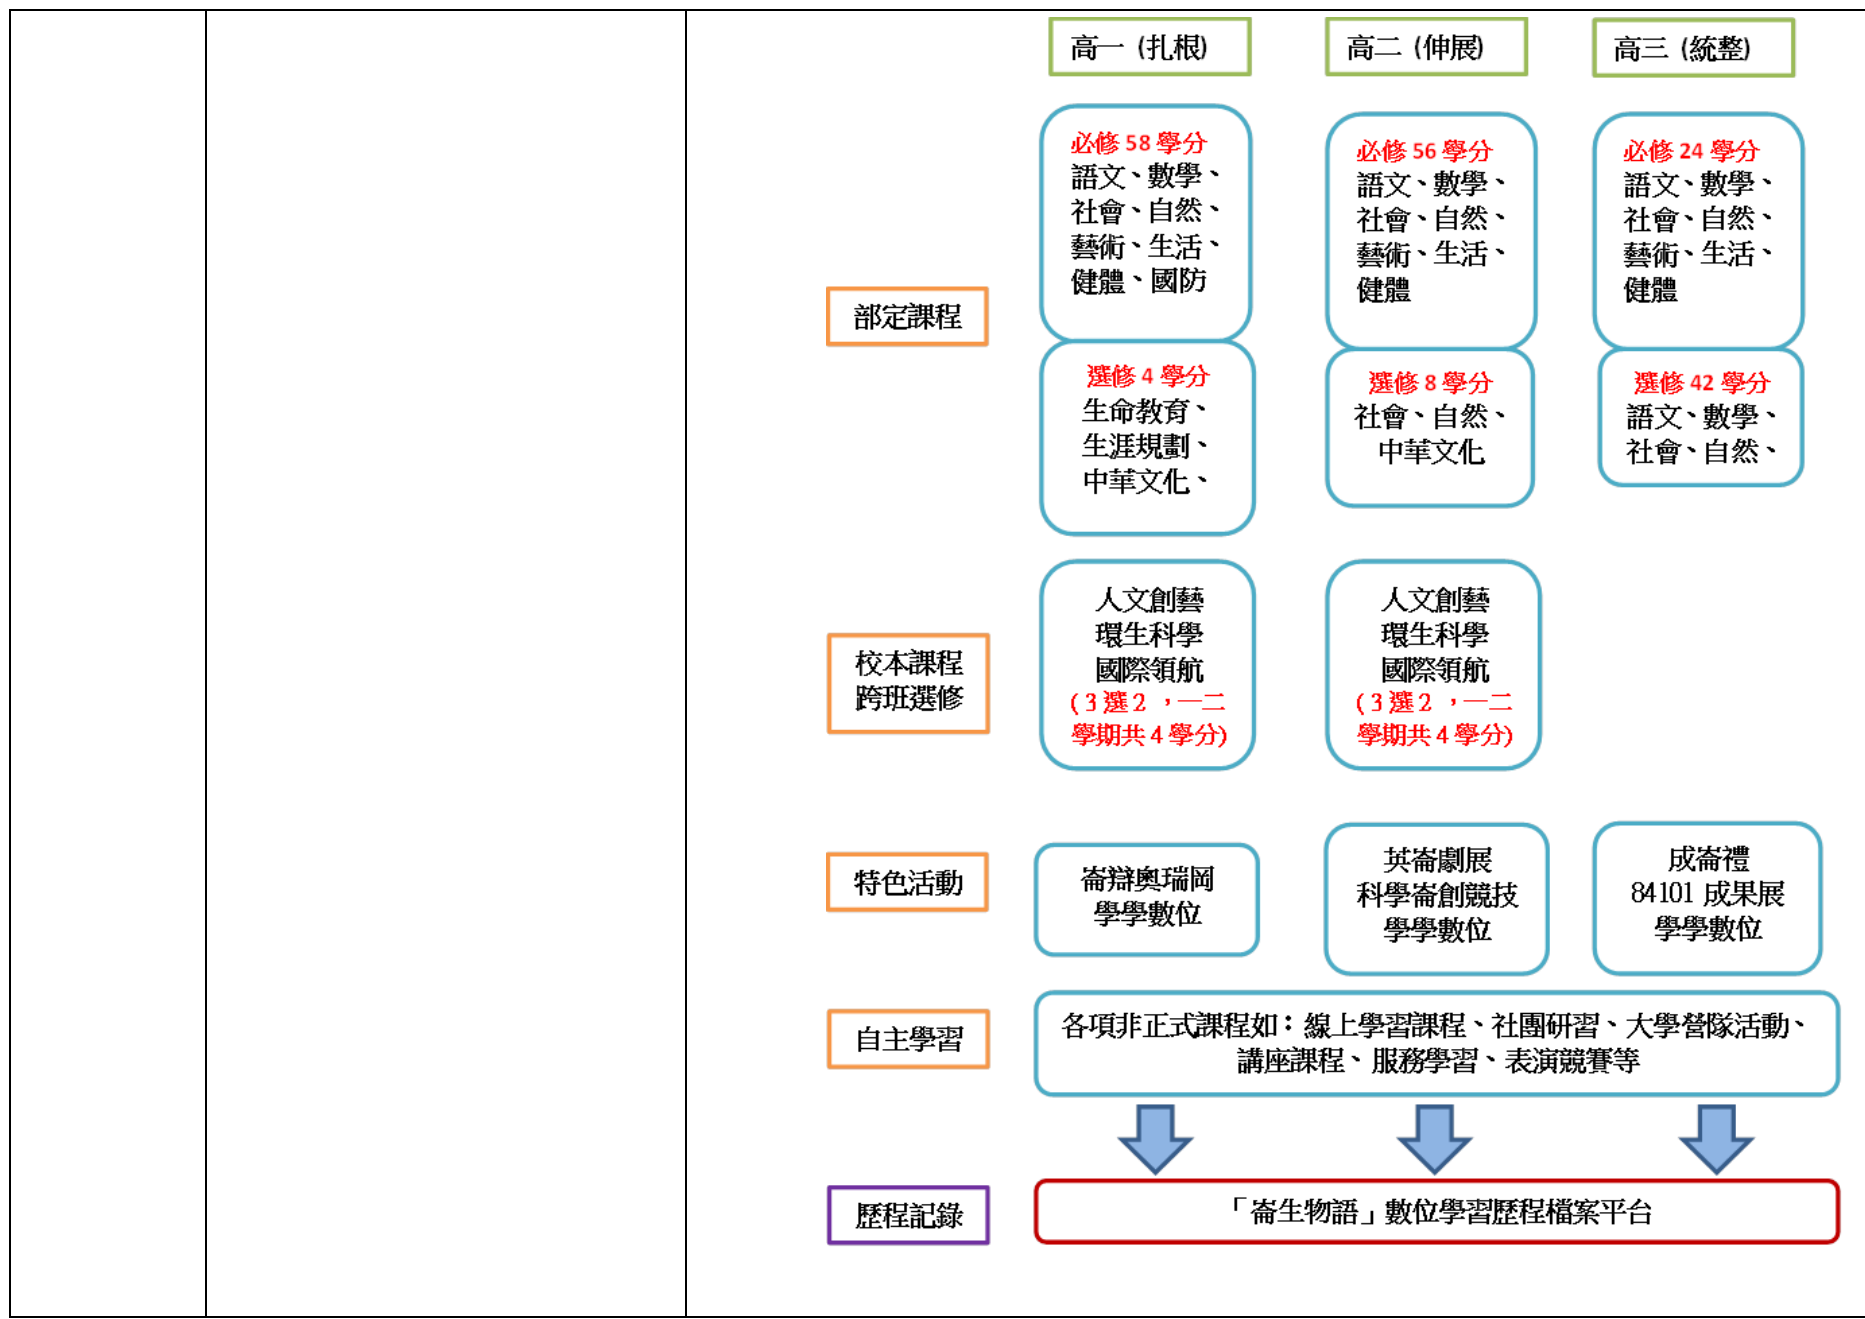 高一 (扎根)
高二 (伸展)
高三 (統整)
部定課程
必修 58 學分
語文、數學、
社會、自然、
藝術、生活、
健體、國防
必修 56 學分
語文、數學、
社會、自然、
藝術、生活、
健體
必修 24 學分
語文、數學、
社會、自然、
藝術、生活、
健體
選修 4 學分
生命教育、
生涯規劃、
中華文化、
選修 8 學分
社會、自然、
中華文化
選修 42 學分
語文、數學、
社會、自然、
校本課程
跨班選修
人文創藝
環生科學
國際領航
(3選2，一二
學期共4學分)
人文創藝
環生科學
國際領航
(3選2，一二
學期共4學分)
特色活動
崙辯奧瑞岡
學學數位
英崙劇展
科學崙創競技
學學數位
成崙禮
84101 成果展
學學數位
自主學習
各項非正式課程如：線上學習課程、社團研習、大學營隊活動、
講座課程、服務學習、表演競賽等
歷程記錄
「崙生物語」數位學習歷程檔案平台